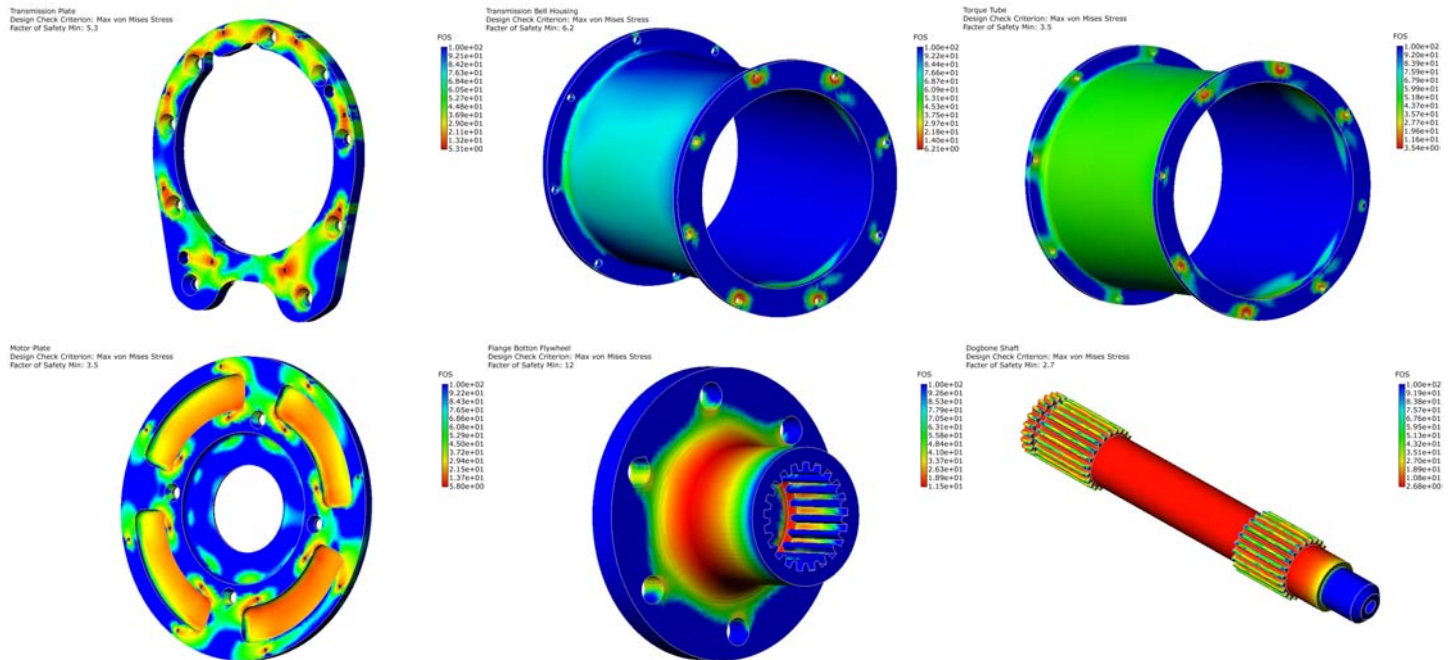 Transmission Plate
Design Check Criterion: Max von Mises Stress
Facter of Safety Min: 5.3
FOS
1.00e+02
9.21e+01
8.42e+01
7.63e+01
6.84e+01
6.05e+01
5.27e+01
4.48e+01
3.69e+01
2.90e+01
2.11e+01
1.32e+01
5.31e+00
Transmission Bell Housing
Design Check Criterion: Max von Mises Stress
Facter of Safety Min: 6.2
FOS
1.00e+02
9.22e+01
8.44e+01
7.66e+01
6.87e+01
6.09e+01
5.31e+01
4.53e+01
3.75e+01
2.97e+01
2.18e+01
1.40e+01
6.21e+00
Torque Tube
Design Check Criterion: Max von Mises Stress
Facter of Safety Min: 3.5
FOS
1.00e+02
9.20e+01
8.39e+01
7.59e+01
6.79e+01
5.99e+01
5.18e+01
4.37e+01
3.57e+01
2.77e+01
1.96e+01
1.16e+01
3.54e+00
Motor Plate
Design Check Criterion: Max von Mises Stress
Facter of Safety Min: 3.5
FOS
1.00e+02
9.22e+01
8.43e+01
7.65e+01
6.86e+01
6.08e+01
5.29e+01
4.50e+01
3.72e+01
2.94e+01
2.15e+01
1.37e+01
5.80e+00
Flange Botton Flywheel
Design Check Criterion: Max von Mises Stress
Facter of Safety Min: 12
FOS
1.00e+02
9.26e+01
8.53e+01
7.79e+01
7.05e+01
6.31e+01
5.58e+01
4.84e+01
4.10e+01
3.37e+01
2.63e+01
1.89e+01
1.15e+01
Dogbone Shaft
Design Check Criterion: Max von Mises Stress
Facter of Safety Min: 2.7
FOS
1.00e+02
9.19e+01
8.38e+01
7.57e+01
6.76e+01
5.95e+01
5.13e+01
4.32e+01
3.51e+01
2.70e+01
1.89e+01
1.08e+01
2.68e+00